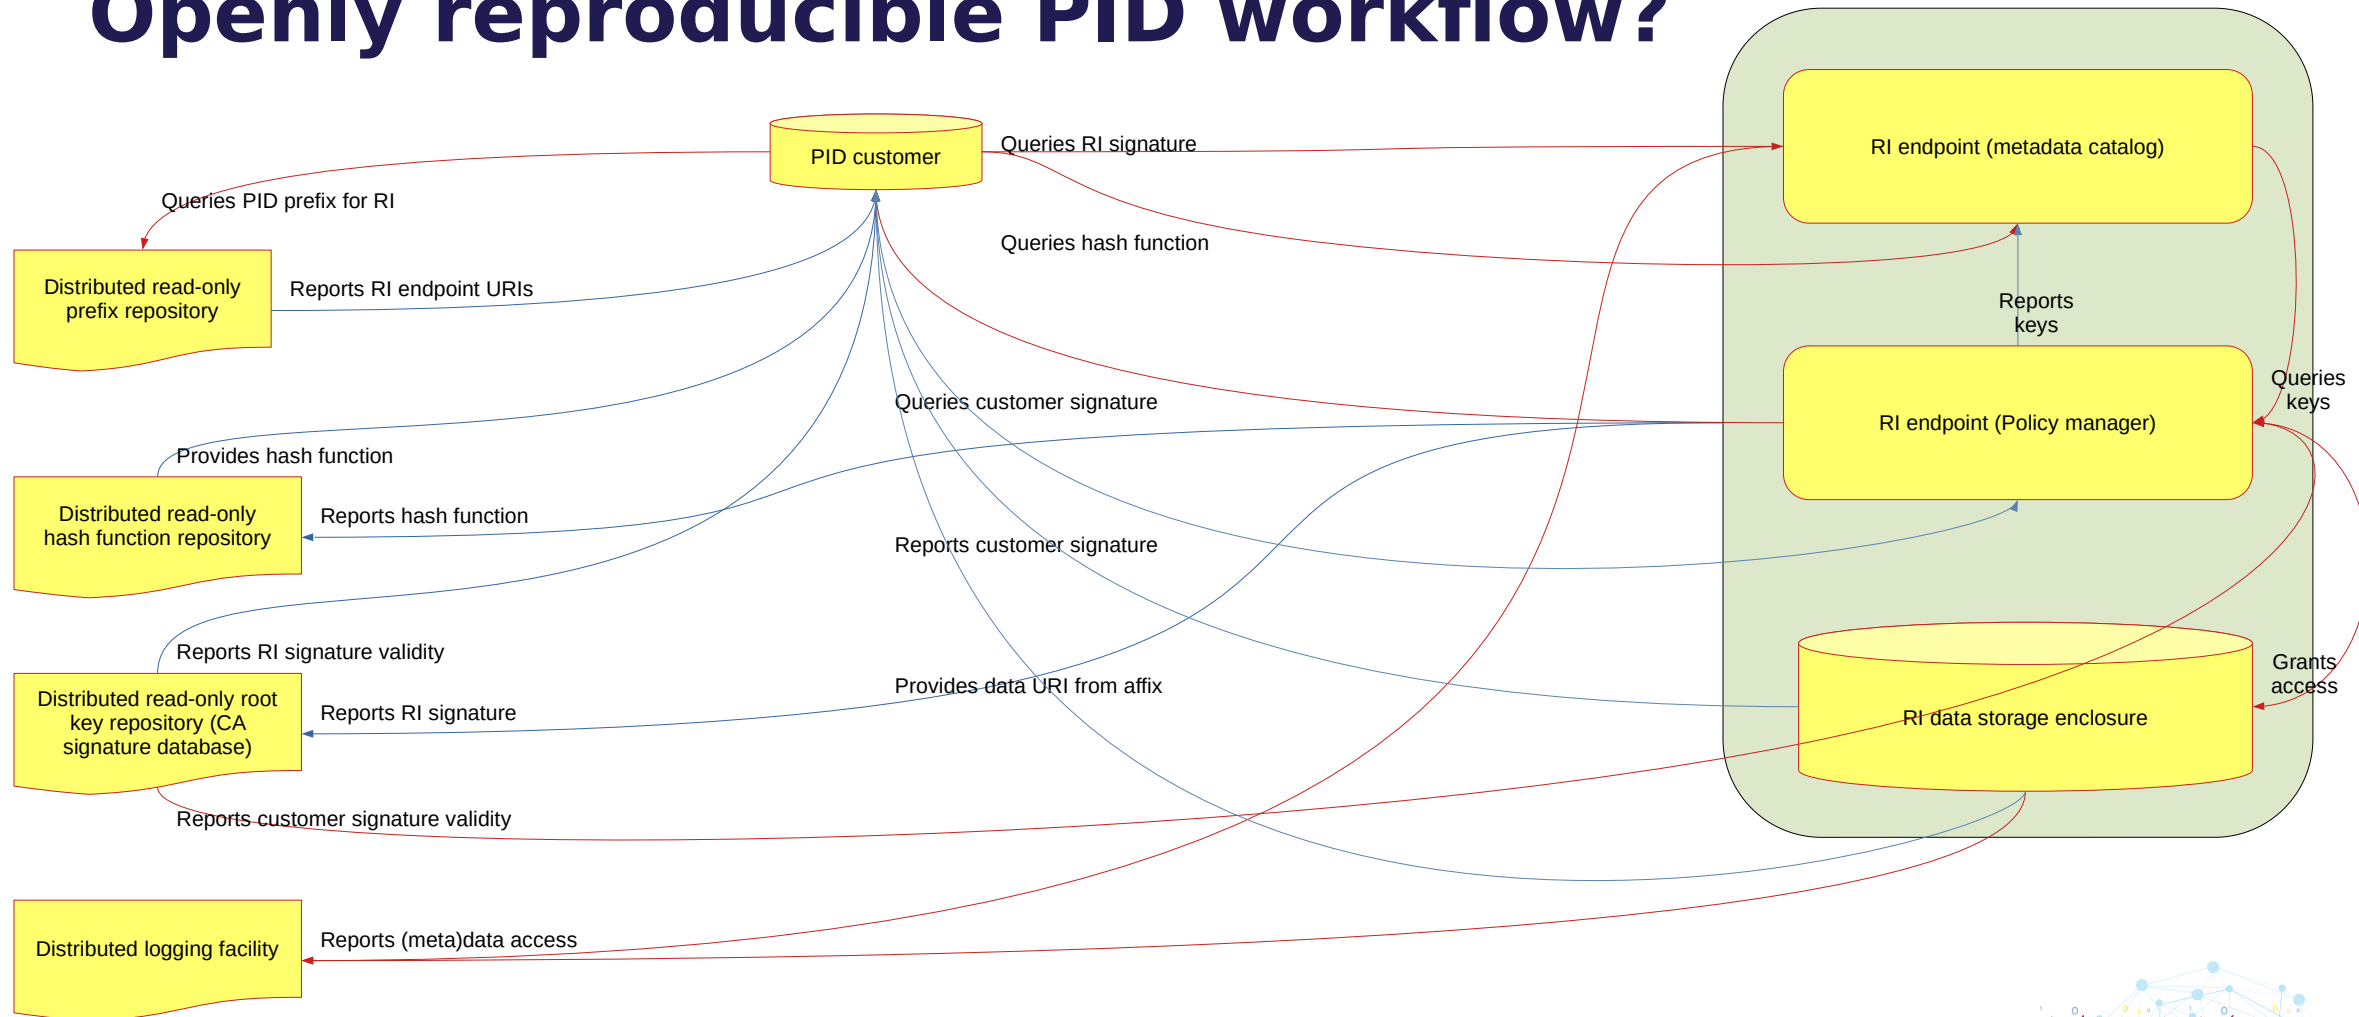 Openly reproducible PID workflow?
PID customer
Queries RI signature
RI endpoint (metadata catalog)
Queries PID prefix for RI
Queries hash function
Distributed read-only
prefix repository
Reports RI endpoint URIs
Reports
keys
Queries
keys
Queries customer signature
RI endpoint (Policy manager)
Provides hash function
Distributed read-only
hash function repository
Reports hash function
Reports customer signature
Reports RI signature validity
Grants
access
Distributed read-only root
key repository (CA
signature database)
Reports RI signature
Provides data URI from affix
RI data storage enclosure
Reports customer signature validity
Distributed logging facility
Reports (meta)data access